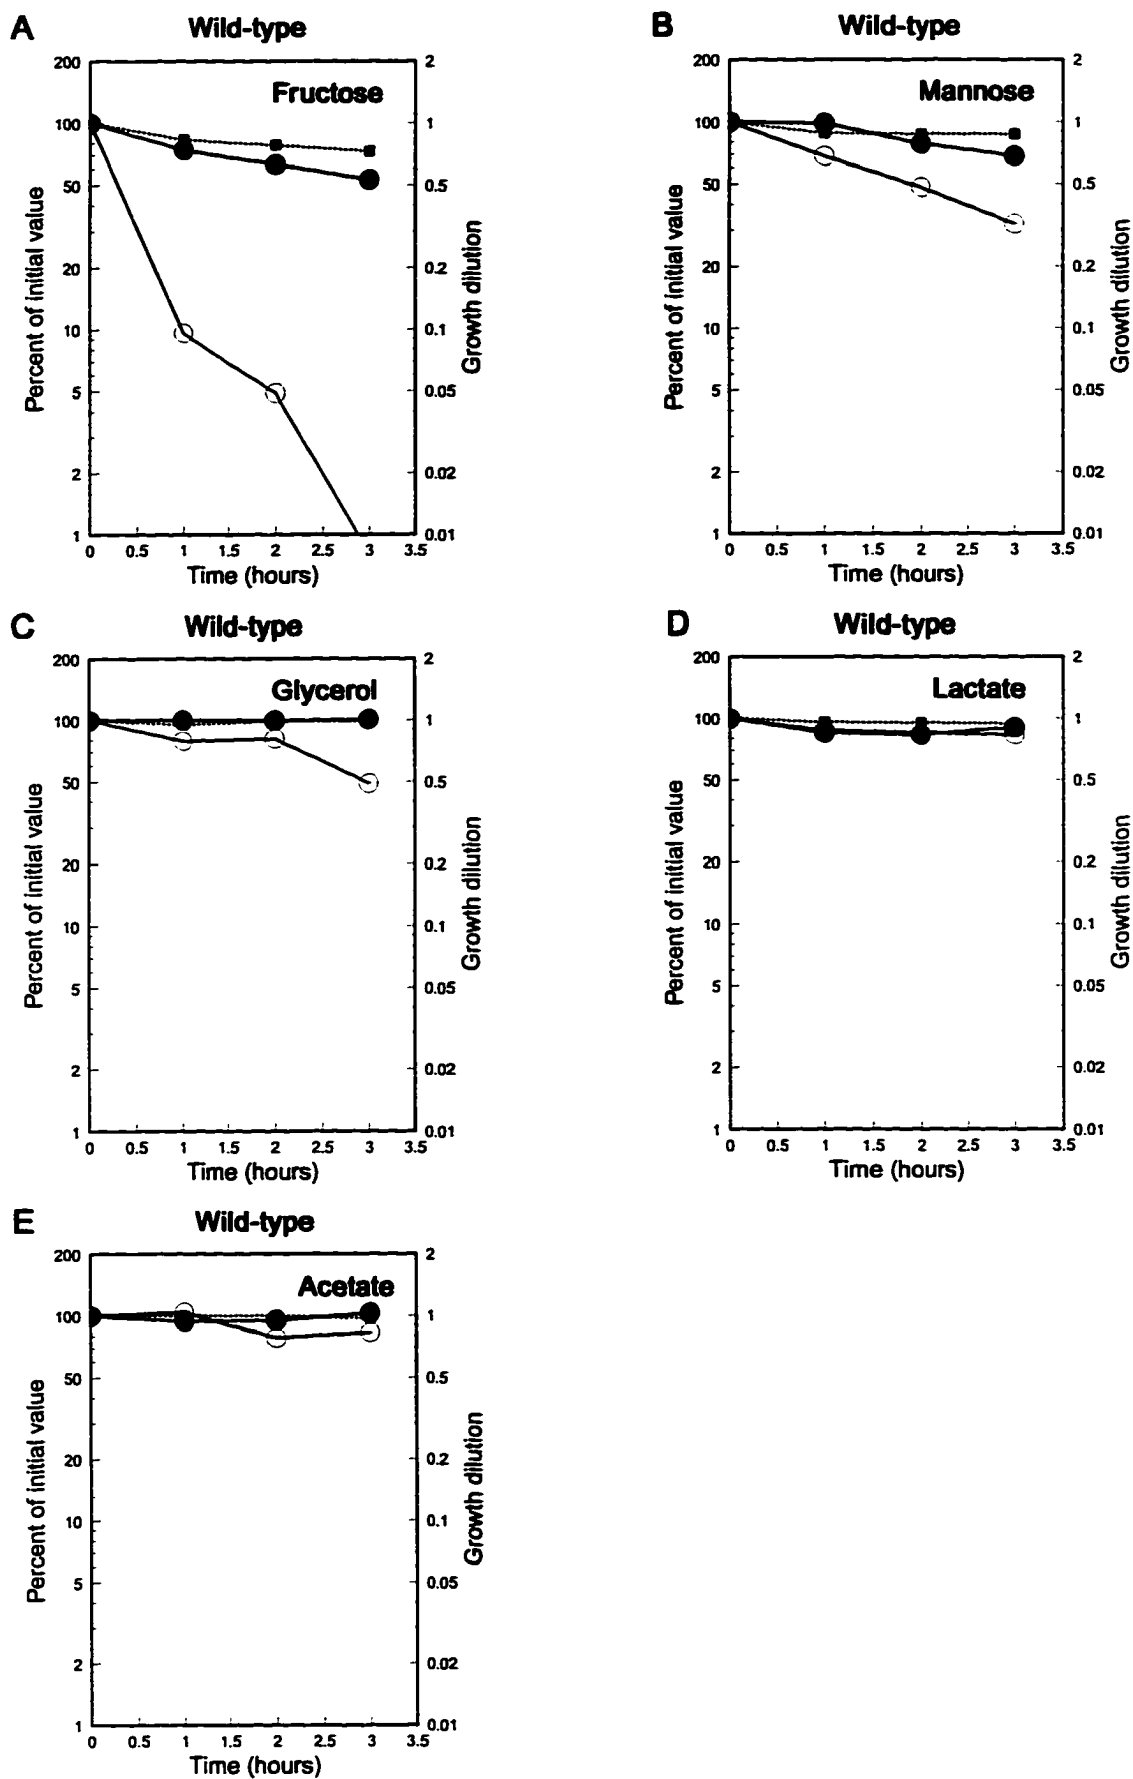 A
Wild-type
Fructose
200
100
50
20
10
5
2
1
2
1
0.5
0.2
0.1
0.05
0.02
0.01
0 0.5 1 1.5 2 2.5 3 3.5
Percent of initial value
Growth dilution
Time (hours)
B
Wild-type
Mannose
200
100
50
20
10
5
2
1
2
1
0.5
0.2
0.1
0.05
0.02
0.01
0 0.5 1 1.5 2 2.5 3 3.5
Percent of initial value
Growth dilution
Time (hours)
C
Wild-type
Glycerol
200
100
50
20
10
5
2
1
2
1
0.5
0.2
0.1
0.05
0.02
0.01
0 0.5 1 1.5 2 2.5 3 3.5
Percent of initial value
Growth dilution
Time (hours)
D
Wild-type
Lactate
200
100
50
20
10
5
2
1
2
1
0.5
0.2
0.1
0.05
0.02
0.01
0 0.5 1 1.5 2 2.5 3 3.5
Percent of initial value
Growth dilution
Time (hours)
E
Wild-type
Acetate
200
100
50
20
10
5
2
1
2
1
0.5
0.2
0.1
0.05
0.02
0.01
0 0.5 1 1.5 2 2.5 3 3.5
Percent of initial value
Growth dilution
Time (hours)